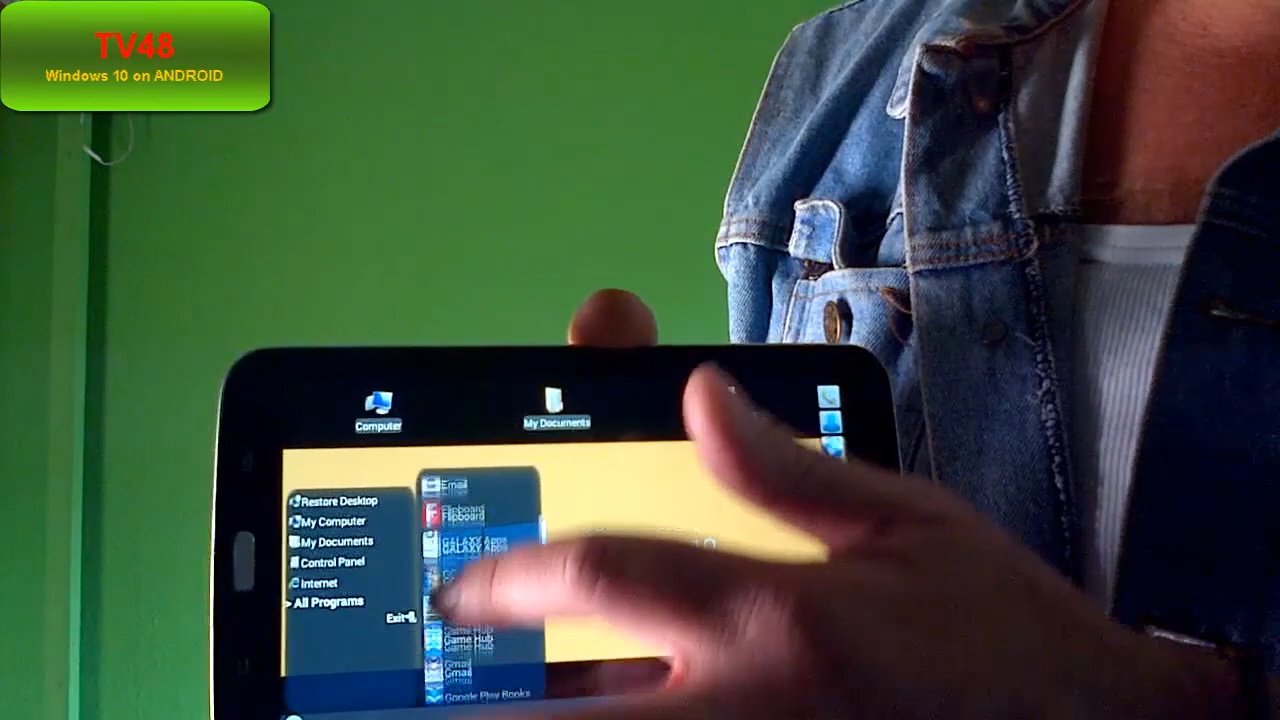 TV48
Windows 10 on ANDROID
Computer
My Documents
Restore Desktop
My Computer
My Documents
Control Panel
Internet
> All Programs
Exit
Email
Flipboard
GALAXY Apps
Game Hub
Gmail
Google Play Books